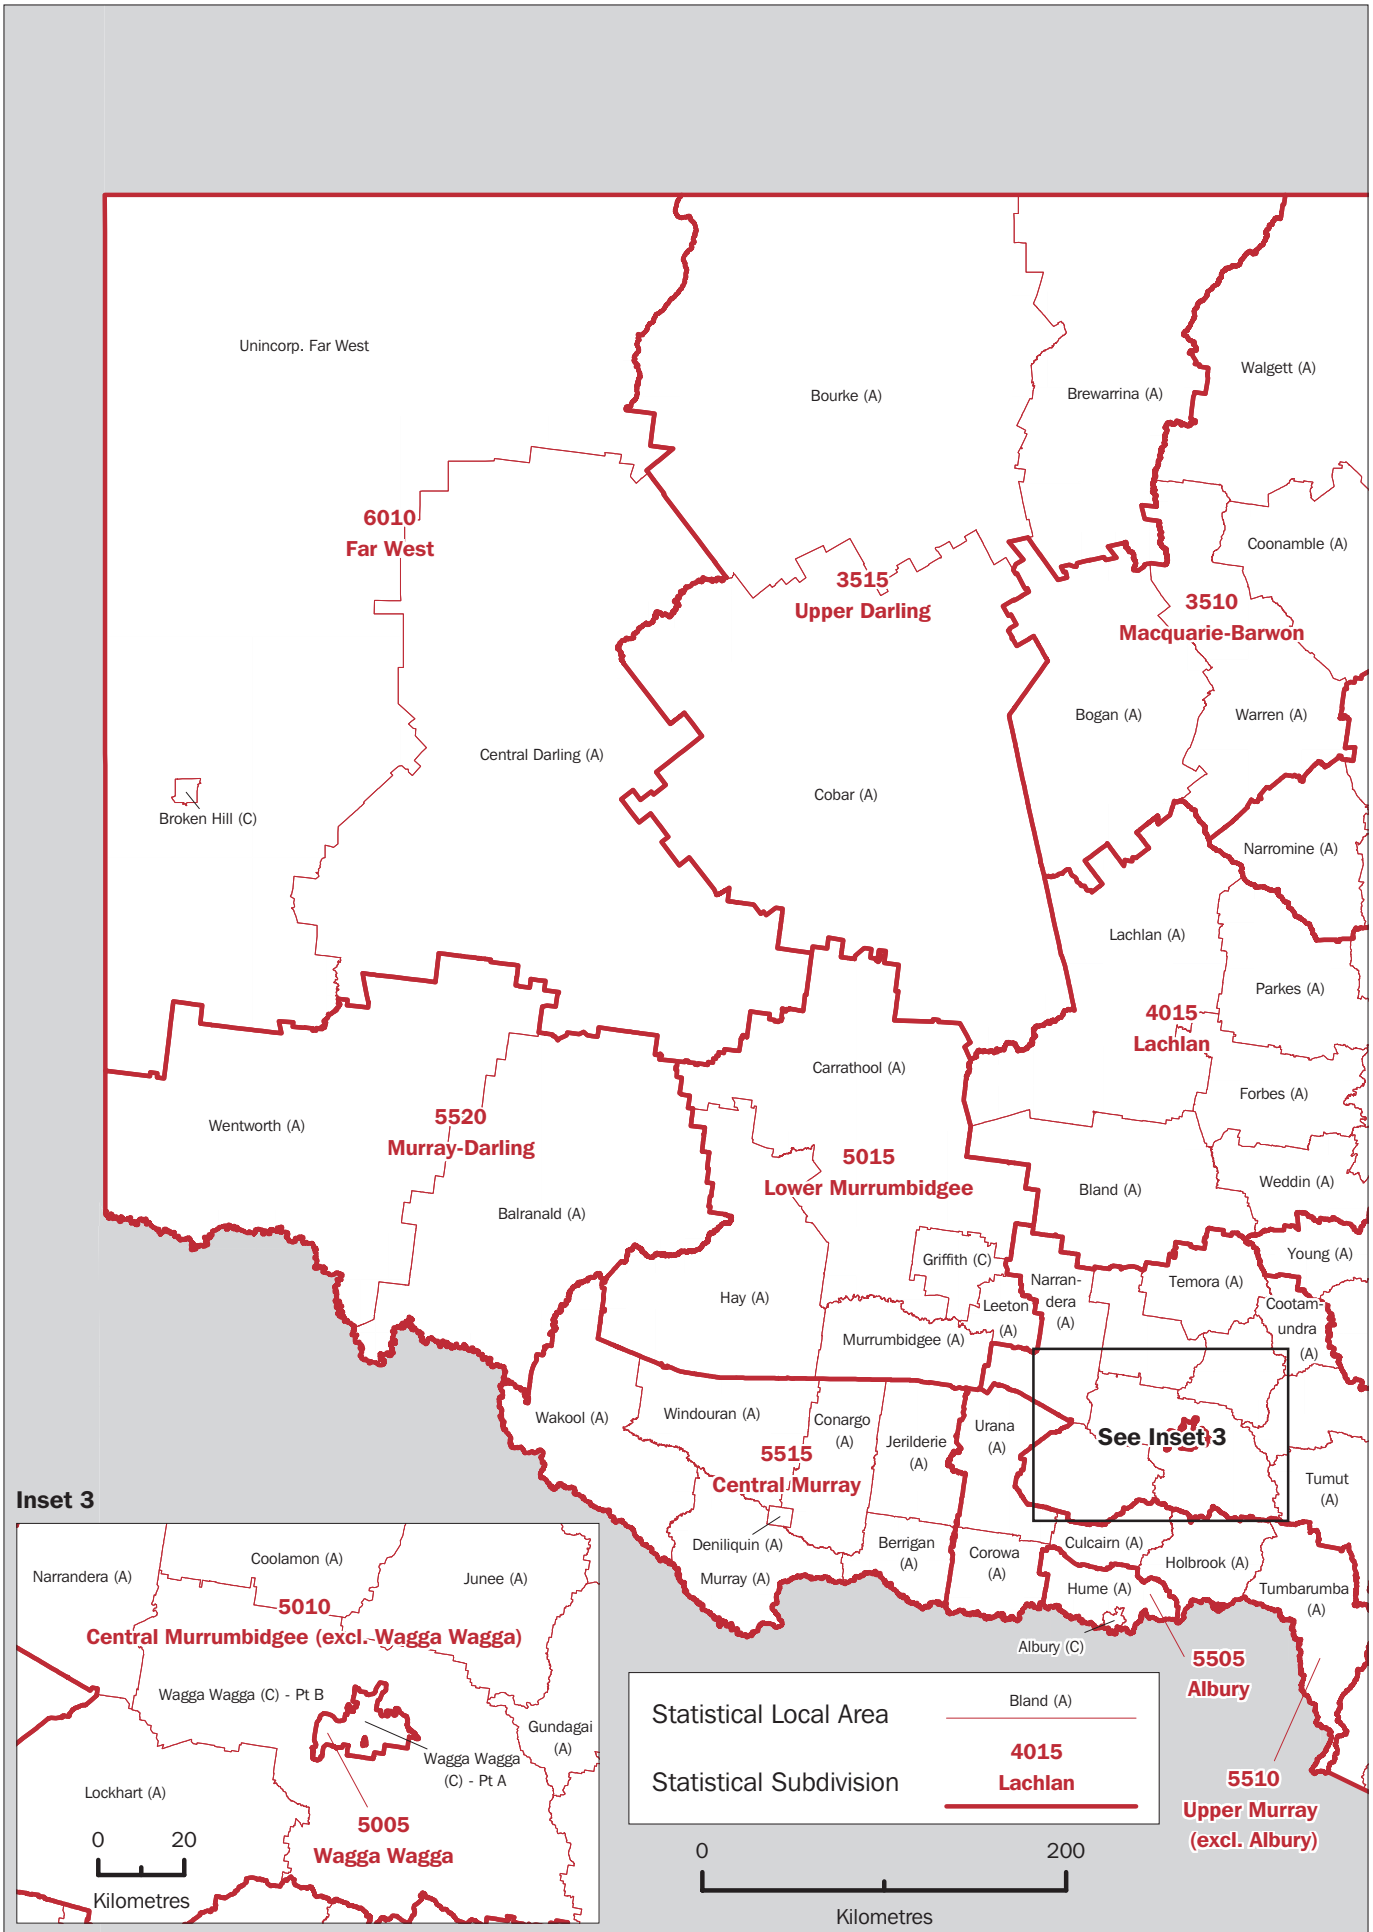 Unincorp. Far West
Bourke (A)
Brewarrina (A)
Walgett (A)
6010
Far West
Coonamble (A)
3515
Upper Darling
3510
Macquarie-Barwon
Bogan (A)
Warren (A)
Central Darling (A)
Cobar (A)
Broken Hill (C)
Narromine (A)
Lachlan (A)
Parkes (A)
4015
Lachlan
Carrathool (A)
Forbes (A)
Wentworth (A)
5520
Murray-Darling
5015
Lower Murrumbidgee
Bland (A)
Weddin (A)
Balranald (A)
Griffith (C)
Young (A)
Narran-
dera
(A)
Temora (A)
Hay (A)
Leeton
(A)
Cootam-
undra
(A)
Murrumbidgee (A)
Wakool (A)
Windouran (A)
Conargo
(A)
Urana
(A)
See Inset 3
Jerilderie
(A)
5515
Central Murray
Tumut
(A)
Deniliquin (A)
Berrigan
(A)
Corowa
(A)
Culcairn (A)
Holbrook (A)
Murray (A)
Hume (A)
Tumbarumba
(A)
Albury (C)
5505
Albury
5510
Upper Murray
(excl. Albury)
Inset 3
Narrandera (A)
Coolamon (A)
Junee (A)
5010
Central Murrumbidgee (excl. Wagga Wagga)
Wagga Wagga (C) - Pt B
Gundagai
(A)
Wagga Wagga
(C) - Pt A
Lockhart (A)
5005
Wagga Wagga
0 20
Kilometres
Statistical Local Area
Bland (A)
Statistical Subdivision
4015
Lachlan
0 200
Kilometres